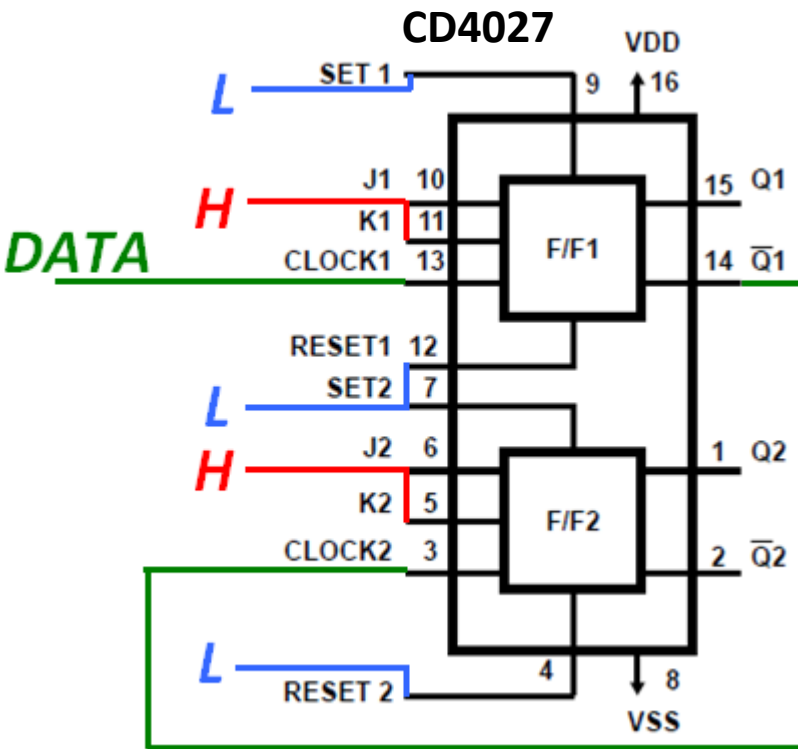 CD4027
VDD
SET 1 9 16
L
J1 10 15 Q1
H
K1 11
DATA
CLOCK1 13 F/F1 14 Q̅1
RESET1 12
SET2 7
L
J2 6 1 Q2
H
K2 5 F/F2
CLOCK2 3 2 Q̅2
L
RESET 2 4 8
VSS